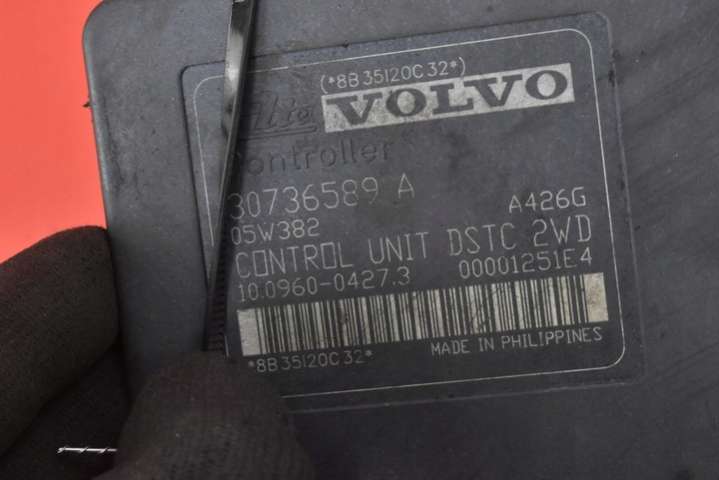 (*8B35120C32*)
Ate VOLVO
Controller
30736589 A
A426G
05W382
CONTROL UNIT DSTC 2WD
10.0960-0427.3
00001251E4
*8B35120C32*
MADE IN PHILIPPINES